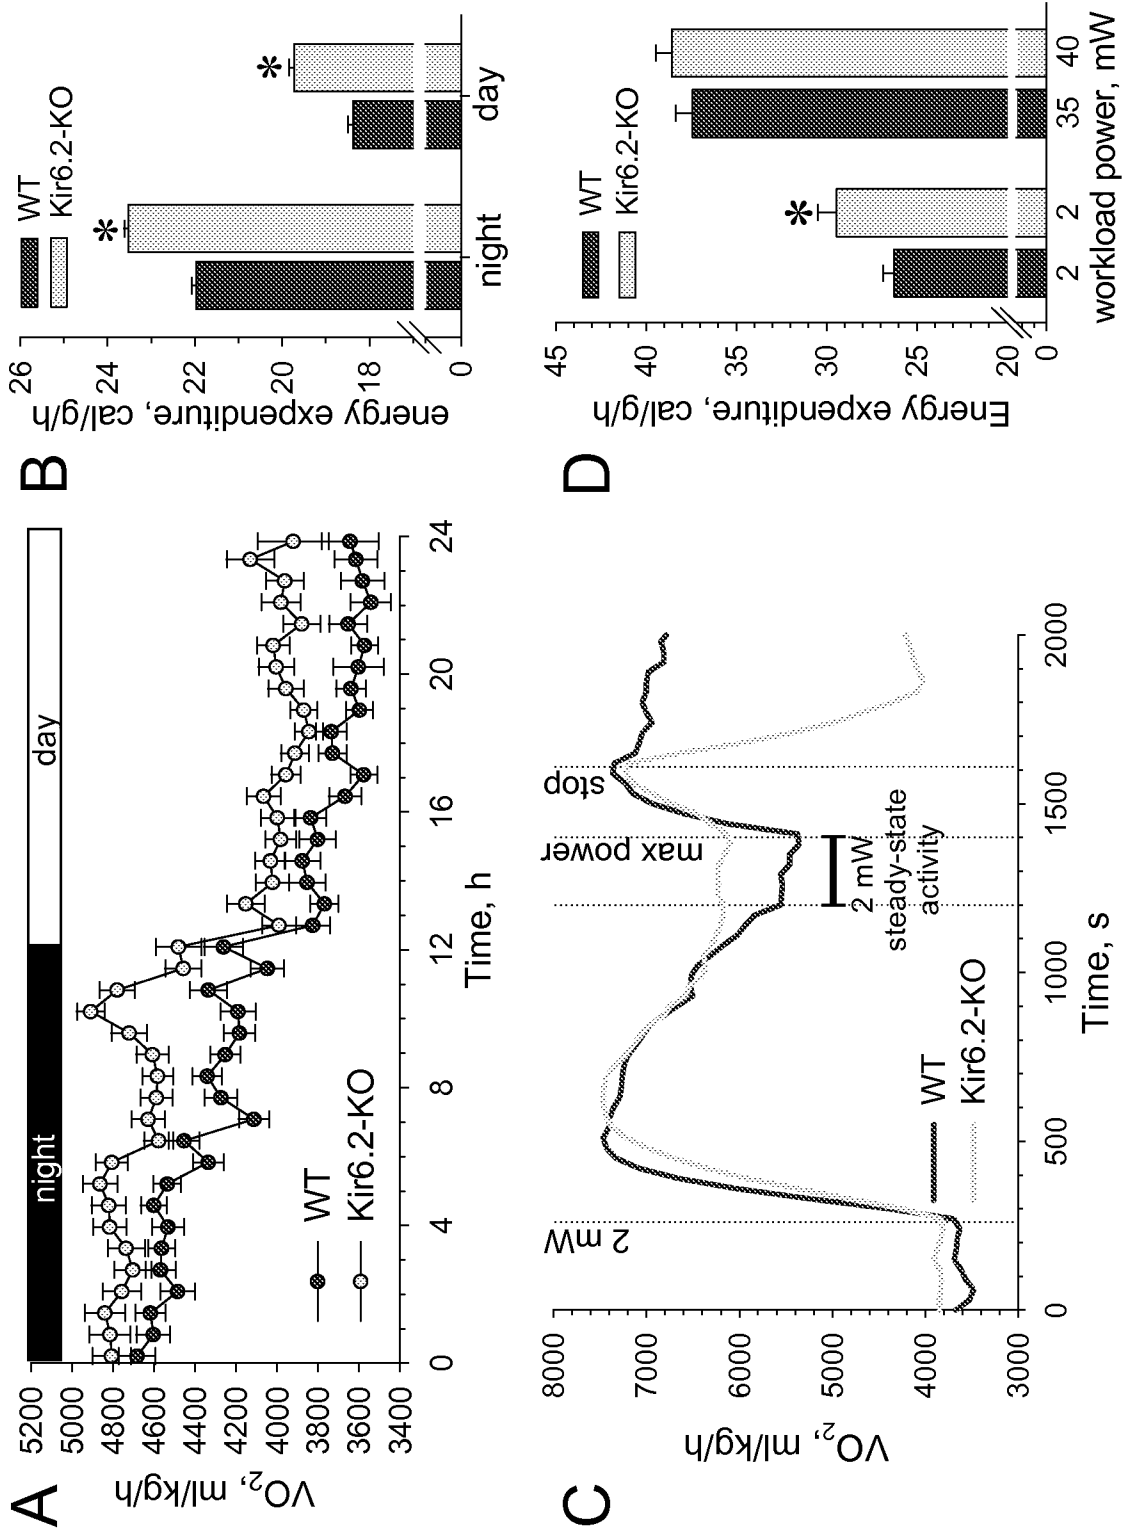 A
VO₂, ml/kg/h
5200
5000
4800
4600
4400
4200
4000
3800
3600
3400
night
day
WT
Kir6.2-KO
0
4
8
12
16
20
24
Time, h
B
energy expenditure, cal/g/h
26
24
22
20
18
0
WT
Kir6.2-KO
*
*
night
day
C
VO₂, ml/kg/h
8000
7000
6000
5000
4000
3000
2 mW
max power
stop
2 mW
steady-state
activity
WT
Kir6.2-KO
0
500
1000
1500
2000
Time, s
D
Energy expenditure, cal/g/h
45
40
35
30
25
20
0
WT
Kir6.2-KO
*
2
2
35
40
workload power, mW